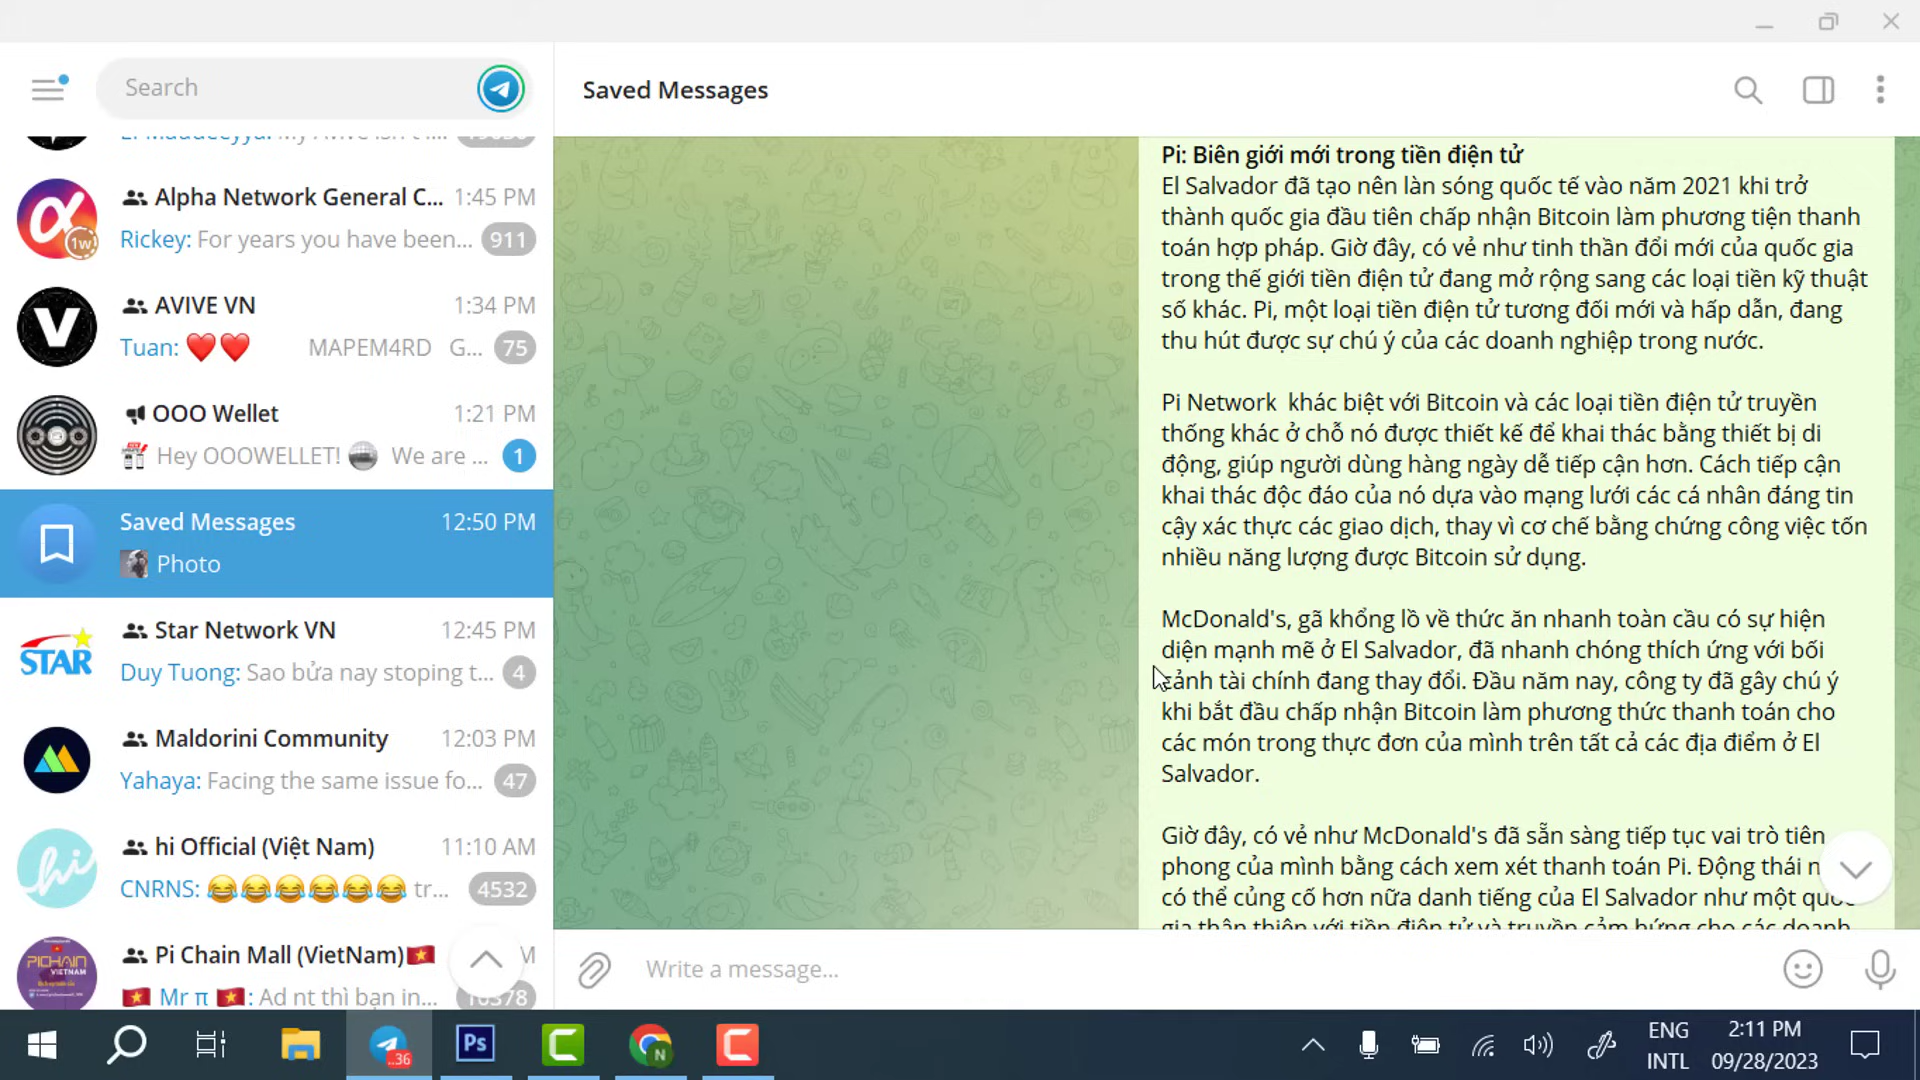 Search
Saved Messages
My Avive isn't i...
Alpha Network General C... 1:45 PM
Rickey: For years you have been... 911
1w
AVIVE VN 1:34 PM
Tuan: ❤️❤️ MAPEM4RD G... 75
OOO Wellet 1:21 PM
Hey OOOWELLET! We are ... 1
Saved Messages 12:50 PM
Photo
Star Network VN 12:45 PM
STAR
Duy Tuong: Sao bửa nay stoping t... 4
Maldorini Community 12:03 PM
Yahaya: Facing the same issue fo... 47
hi Official (Việt Nam) 11:10 AM
hi
CNRNS: 😂😂😂😂😂😂 tr... 4532
Pi Chain Mall (VietNam)🇻🇳 M
PICHAIN
VIETNAM
🇻🇳 Mr π 🇻🇳: Ad nt thì bạn in... 10378
Pi: Biên giới mới trong tiền điện tử
El Salvador đã tạo nên làn sóng quốc tế vào năm 2021 khi trở
thành quốc gia đầu tiên chấp nhận Bitcoin làm phương tiện thanh
toán hợp pháp. Giờ đây, có vẻ như tinh thần đổi mới của quốc gia
trong thế giới tiền điện tử đang mở rộng sang các loại tiền kỹ thuật
số khác. Pi, một loại tiền điện tử tương đối mới và hấp dẫn, đang
thu hút được sự chú ý của các doanh nghiệp trong nước.
Pi Network  khác biệt với Bitcoin và các loại tiền điện tử truyền
thống khác ở chỗ nó được thiết kế để khai thác bằng thiết bị di
động, giúp người dùng hàng ngày dễ tiếp cận hơn. Cách tiếp cận
khai thác độc đáo của nó dựa vào mạng lưới các cá nhân đáng tin
cậy xác thực các giao dịch, thay vì cơ chế bằng chứng công việc tốn
nhiều năng lượng được Bitcoin sử dụng.
McDonald's, gã khổng lồ về thức ăn nhanh toàn cầu có sự hiện
diện mạnh mẽ ở El Salvador, đã nhanh chóng thích ứng với bối
cảnh tài chính đang thay đổi. Đầu năm nay, công ty đã gây chú ý
khi bắt đầu chấp nhận Bitcoin làm phương thức thanh toán cho
các món trong thực đơn của mình trên tất cả các địa điểm ở El
Salvador.
Giờ đây, có vẻ như McDonald's đã sẵn sàng tiếp tục vai trò tiên
phong của mình bằng cách xem xét thanh toán Pi. Động thái
có thể củng cố hơn nữa danh tiếng của El Salvador như một quốc
gia thân thiện với tiền điện tử và truyền cảm hứng cho các doanh
Write a message...
..36
Ps
N
ENG
INTL
2:11 PM
09/28/2023